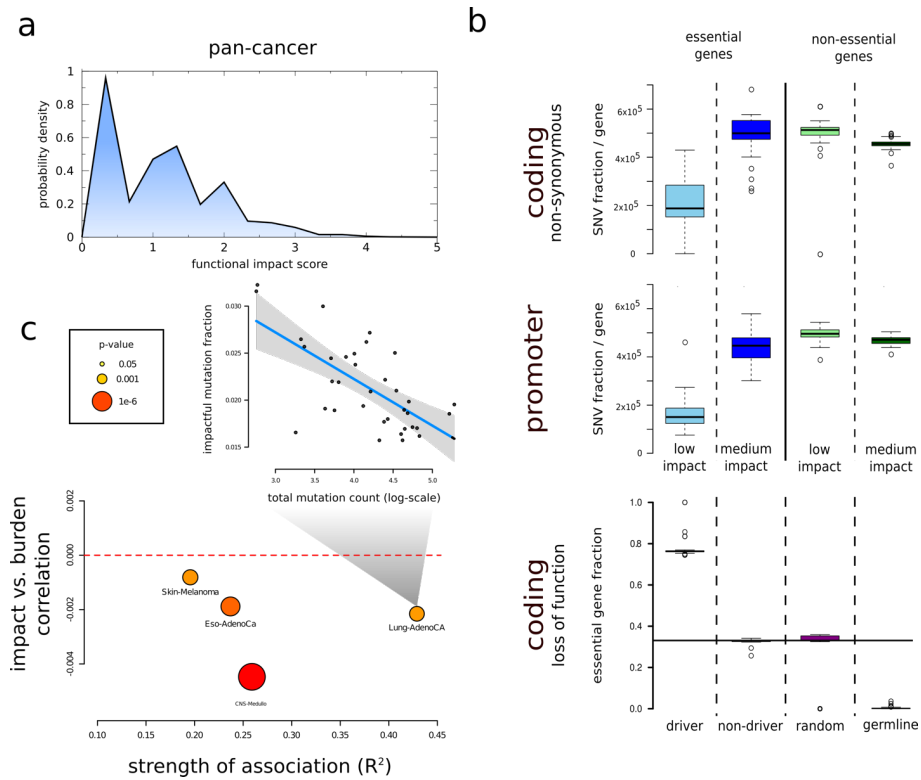 a
pan-cancer
probability density
1
0.8
0.6
0.4
0.2
0
0
1
2
3
4
5
functional impact score
b
essential
genes
non-essential
genes
coding
non-synonymous
SNV fraction / gene
6x10⁵
4x10⁵
2x10⁵
0
promoter
SNV fraction / gene
6x10⁵
4x10⁵
2x10⁵
0
low
impact
medium
impact
low
impact
medium
impact
coding
loss of function
essential gene fraction
1.0
0.8
0.6
0.4
0.2
0.0
driver
non-driver
random
germline
c
p-value
0.05
0.001
1e-6
impactful mutation fraction
0.030
0.025
0.020
0.015
3.0
3.5
4.0
4.5
5.0
total mutation count (log-scale)
impact vs. burden
correlation
0.002
0.000
-0.002
-0.004
Skin-Melanoma
Eso-AdenoCa
CNS-Medullo
Lung-AdenoCA
0.10
0.15
0.20
0.25
0.30
0.35
0.40
0.45
strength of association (R²)